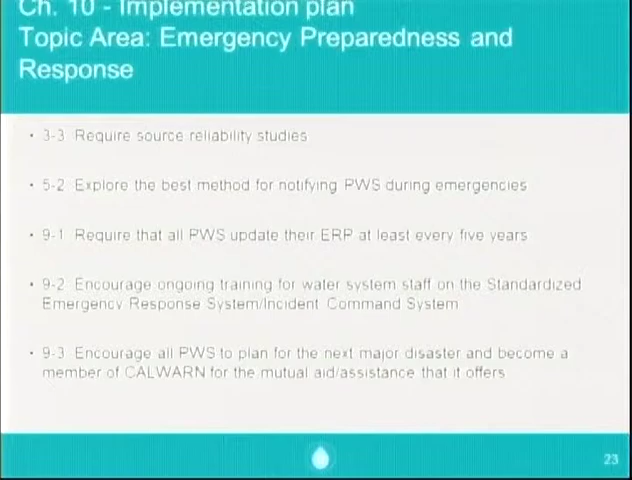 Ch. 10 - Implementation plan
Topic Area: Emergency Preparedness and
Response
• 3-3 Require source reliability studies
• 5-2 Explore the best method for notifying PWS during emergencies
• 9-1 Require that all PWS update their ERP at least every five years
• 9-2 Encourage ongoing training for water system staff on the Standardized
Emergency Response System/Incident Command System
• 9-3 Encourage all PWS to plan for the next major disaster and become a
member of CALWARN for the mutual aid/assistance that it offers
23